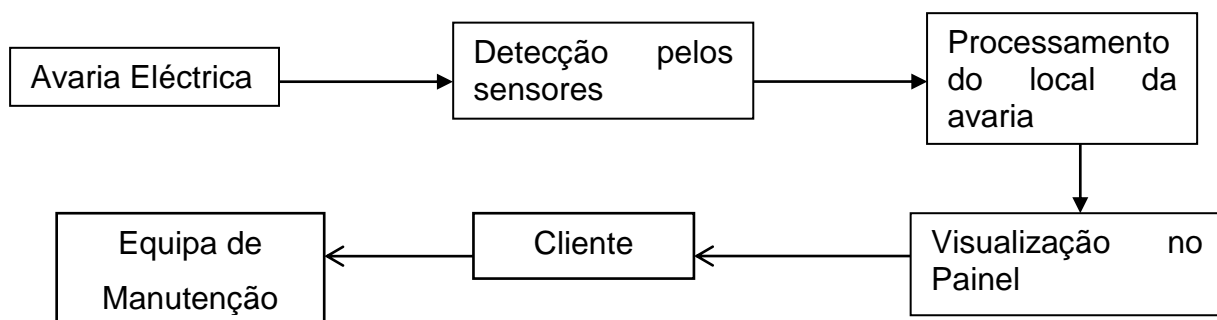 Avaria Eléctrica
Detecção pelos
sensores
Processamento
do local da
avaria
Visualização no
Painel
Cliente
Equipa de
Manutenção